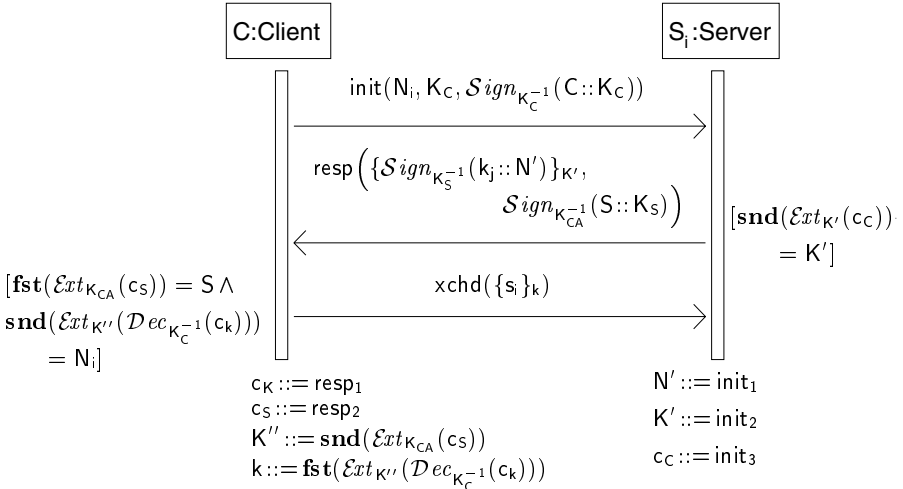 C:Client
S_i:Server
init(N_i, K_C, Sign_{K_C^{-1}}(C::K_C))
resp({Sign_{K_S^{-1}}(k_j::N′)}_{K′},
Sign_{K_{CA}^{-1}}(S::K_S))
[snd(Ext_{K′}(c_C))
= K′]
[fst(Ext_{K_{CA}}(c_S)) = S ∧
snd(Ext_{K′′}(Dec_{K_C^{-1}}(c_k)))
= N_i]
xchd({s_i}_k)
c_K ::= resp_1
c_S ::= resp_2
K′′ ::= snd(Ext_{K_{CA}}(c_S))
k ::= fst(Ext_{K′′}(Dec_{K_C^{-1}}(c_k)))
N′ ::= init_1
K′ ::= init_2
c_C ::= init_3